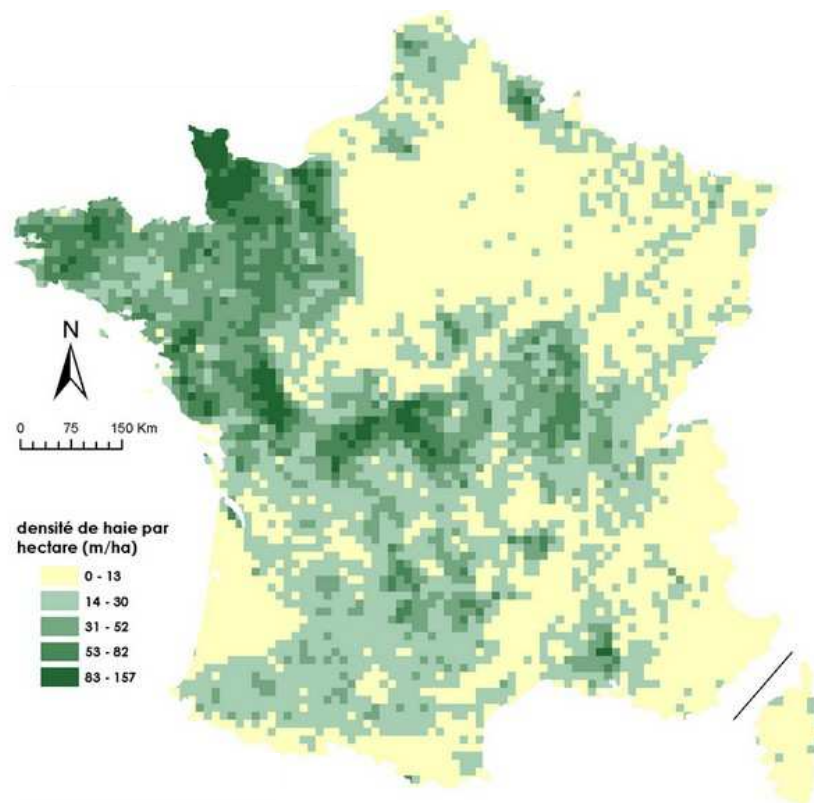 N
0 75 150 Km
densité de haie par
hectare (m/ha)
0 - 13
14 - 30
31 - 52
53 - 82
83 - 157